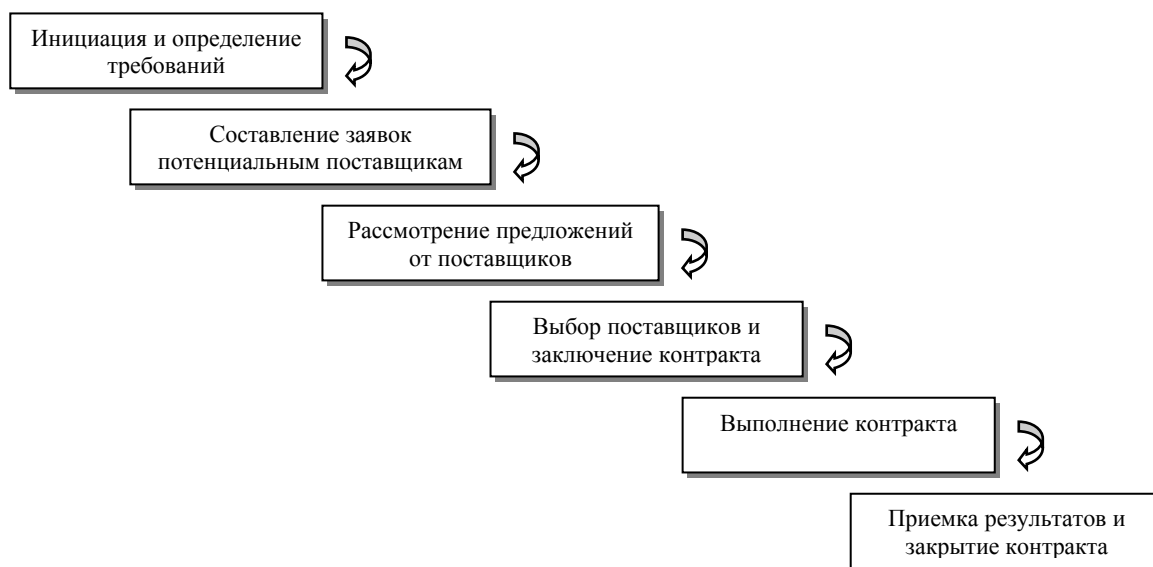 Инициация и определение
требований
Составление заявок
потенциальным поставщикам
Рассмотрение предложений
от поставщиков
Выбор поставщиков и
заключение контракта
Выполнение контракта
Приемка результатов и
закрытие контракта